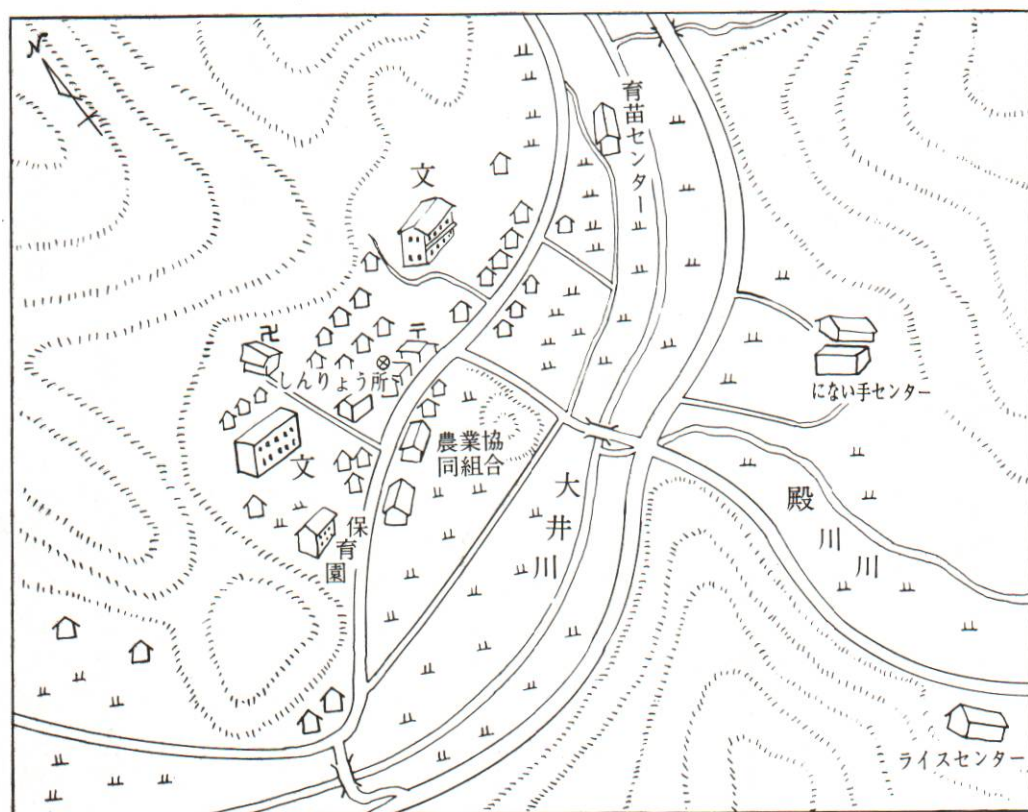 N
育苗センター
文
卍
〒
しんりょう所
にない手センター
農業協
同組合
文
大井川
殿川川
保育園
ライスセンター